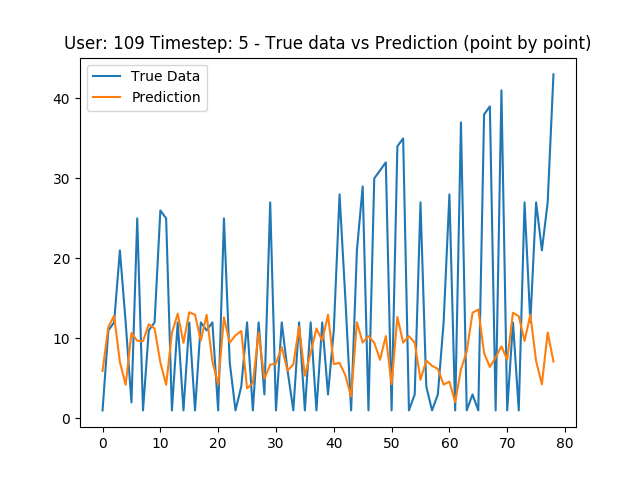 User: 109 Timestep: 5 - True data vs Prediction (point by point)
True Data
Prediction
40
30
20
10
0
0 10 20 30 40 50 60 70 80